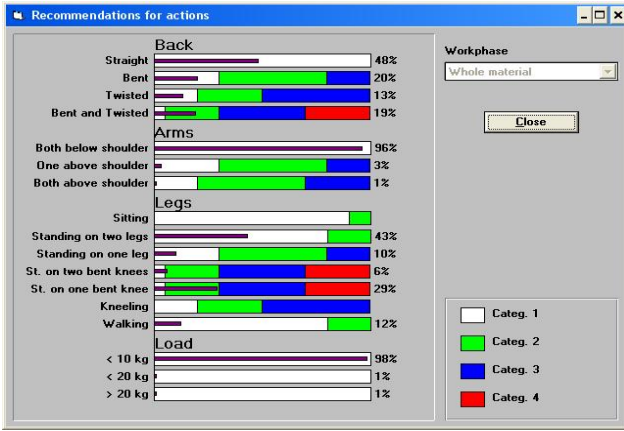 Recommendations for actions
Back
Straight 48%
Bent 20%
Twisted 13%
Bent and Twisted 19%
Arms
Both below shoulder 96%
One above shoulder 3%
Both above shoulder 1%
Legs
Sitting
Standing on two legs 43%
Standing on one leg 10%
St. on two bent knees 6%
St. on one bent knee 29%
Kneeling
Walking 12%
Load
< 10 kg 98%
< 20 kg 1%
> 20 kg 1%
Workphase
Whole material
Close
Categ. 1
Categ. 2
Categ. 3
Categ. 4